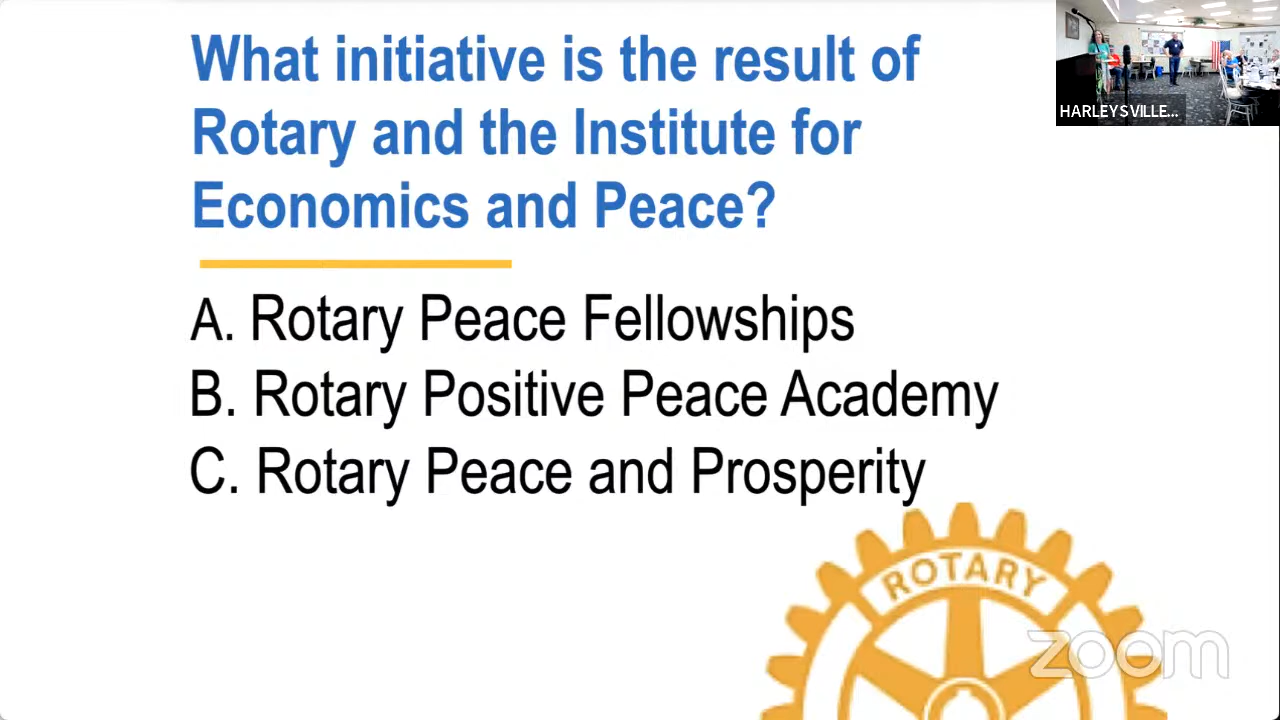 What initiative is the result of
Rotary and the Institute for
Economics and Peace?
A. Rotary Peace Fellowships
B. Rotary Positive Peace Academy
C. Rotary Peace and Prosperity
HARLEYSVILLE...
ROTARY
zoom